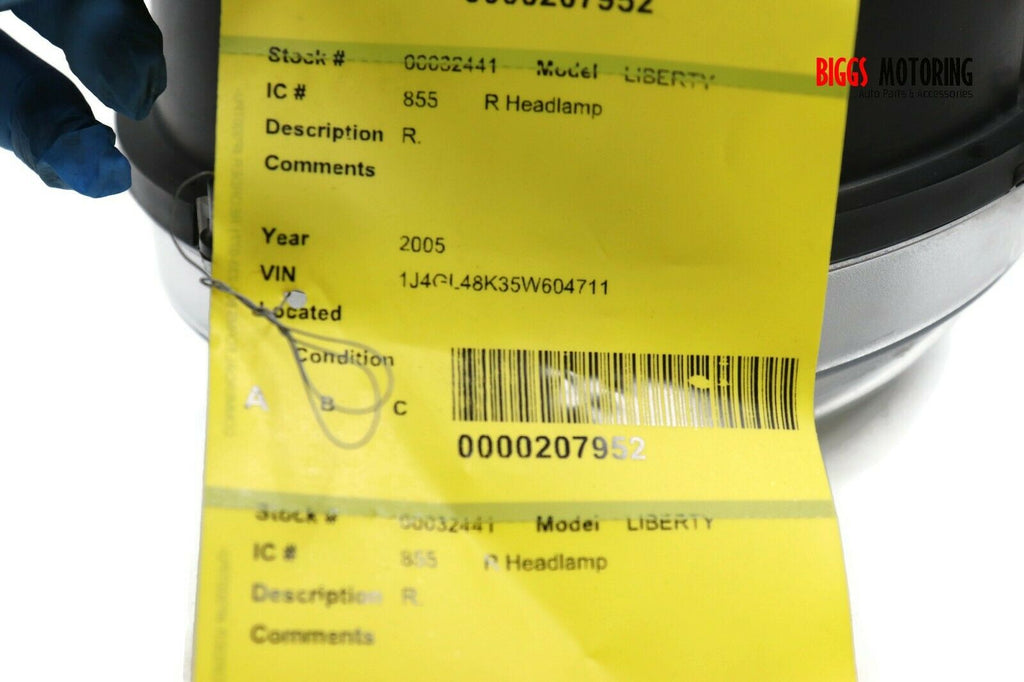 0000207952
Stock # 00032441 Model LIBERTY
IC # 855 R Headlamp
Description R.
Comments
Year 2005
VIN 1J4GL48K35W604711
Located
Condition
A B C
0000207952
Stock # 00032441 Model LIBERTY
IC # 855 R Headlamp
Description R.
Comments
BIGGS MOTORING
Auto Parts & Accessories